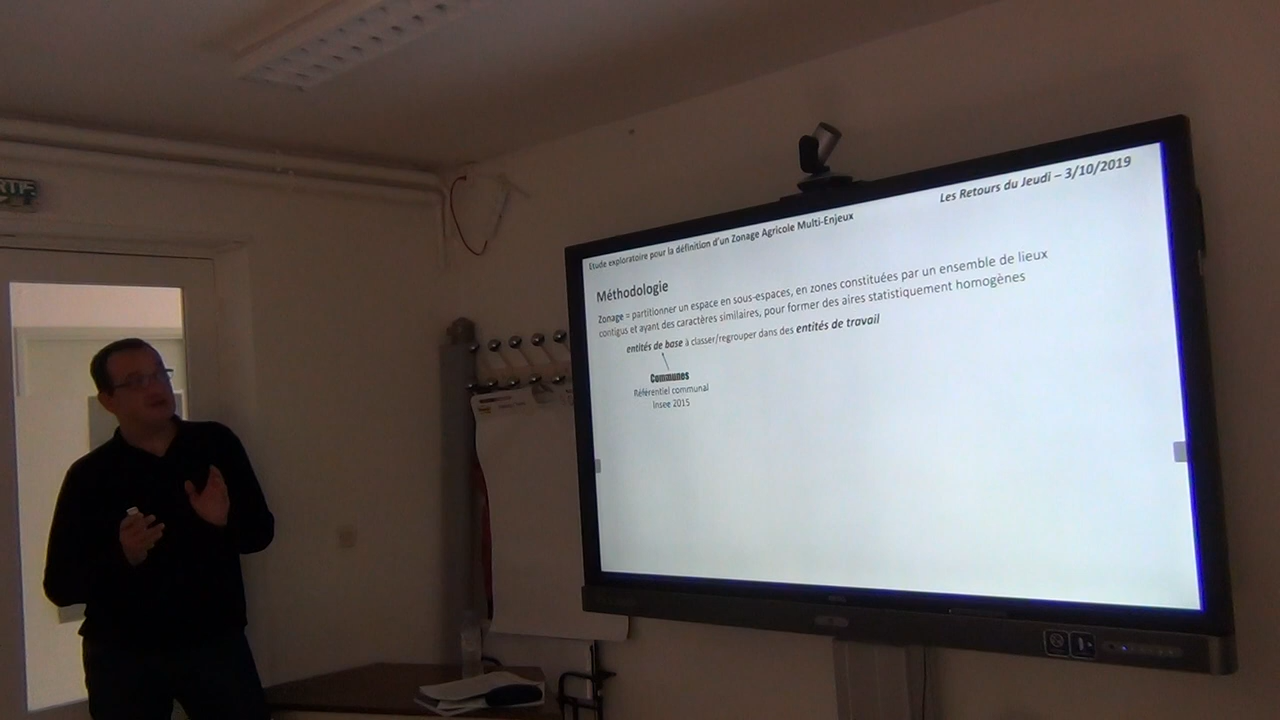 Les Retours du Jeudi – 3/10/2019
Etude exploratoire pour la définition d'un Zonage Agricole Multi-Enjeux
Méthodologie
Zonage = partitionner un espace en sous-espaces, en zones constituées par un ensemble de lieux
contigus et ayant des caractères similaires, pour former des aires statistiquement homogènes
entités de base à classer/regrouper dans des entités de travail
Communes
Référentiel communal
Insee 2015